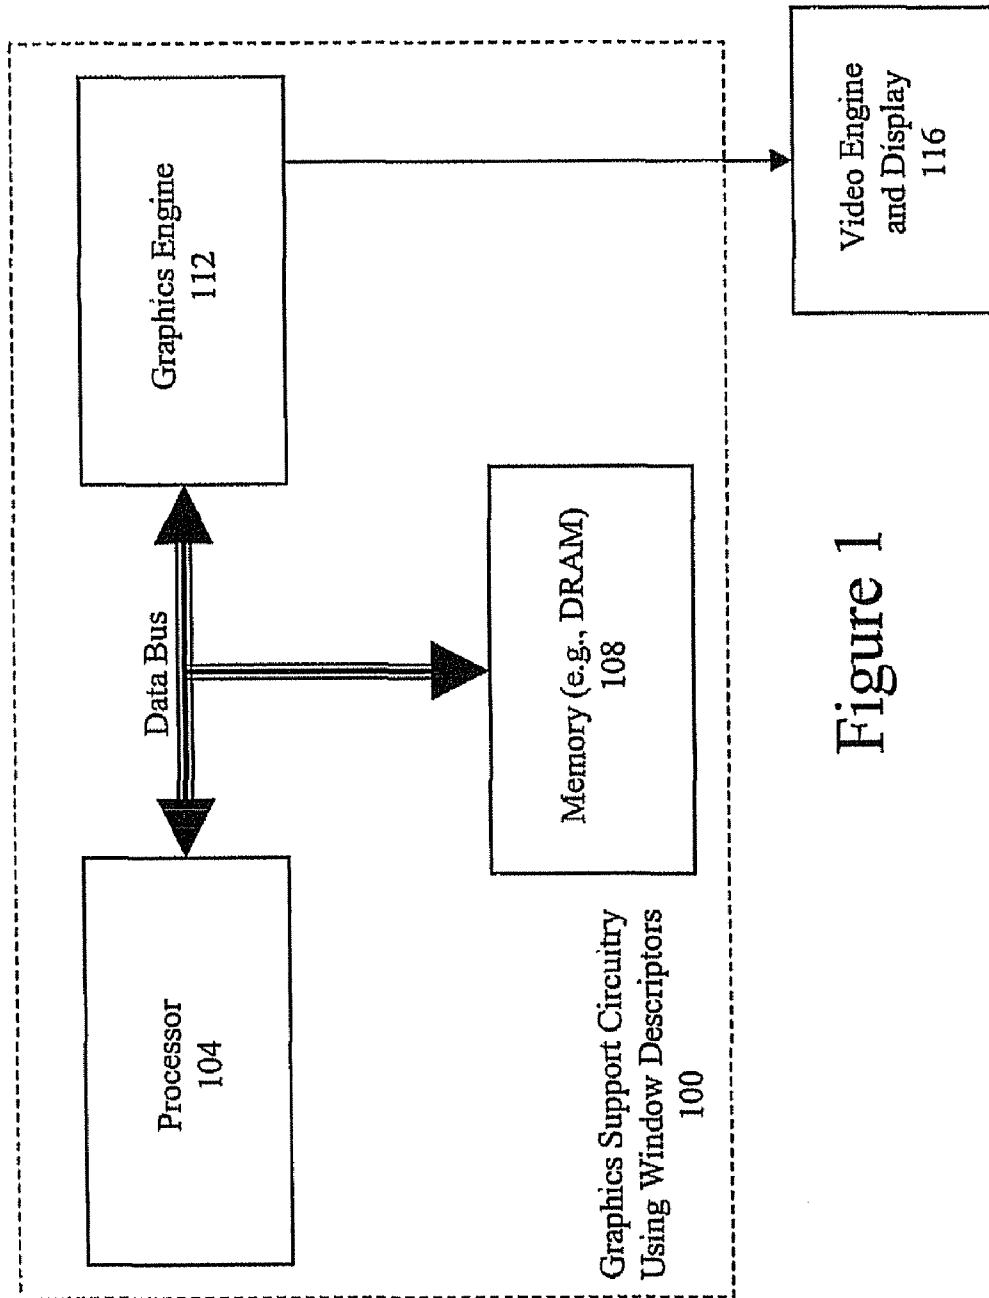 Processor
104
Data Bus
Graphics Engine
112
Memory (e.g., DRAM)
108
Graphics Support Circuitry
Using Window Descriptors
100
Video Engine
and Display
116
Figure 1